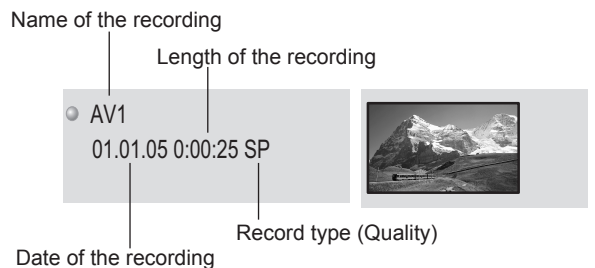 Name of the recording
Length of the recording
AV1
01.01.05 0:00:25 SP
Record type (Quality)
Date of the recording